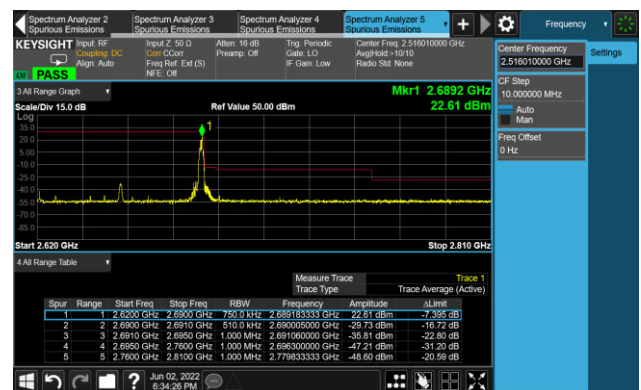 Spectrum Analyzer 2
Spurious Emissions
Spectrum Analyzer 3
Spurious Emissions
Spectrum Analyzer 4
Spurious Emissions
Spectrum Analyzer 5
Spurious Emissions
Frequency
KEYSIGHT
Input: RF
Coupling: DC
Align: Auto
Input Z: 50 Ω
Corr CCorr
Freq Ref: Ext (S)
NFE: Off
Atten: 16 dB
Preamp: Off
Trig: Periodic
Gate: LO
IF Gain: Low
Center Freq: 2.516010000 GHz
Avg|Hold:>10/10
Radio Std: None
PASS
Center Frequency
2.516010000 GHz
Settings
CF Step
10.000000 MHz
Auto
Man
Freq Offset
0 Hz
3 All Range Graph
Mkr1 2.6892 GHz
22.61 dBm
Scale/Div 15.0 dB
Ref Value 50.00 dBm
Log
35.0
20.0
5.00
-10.0
-25.0
-40.0
-55.0
-70.0
-85.0
1
Start 2.620 GHz
Stop 2.810 GHz
4 All Range Table
Measure Trace Trace 1
Trace Type Trace Average (Active)
Spur Range Start Freq Stop Freq RBW Frequency Amplitude ΔLimit
1 1 2.6200 GHz 2.6900 GHz 750.0 kHz 2.689183333 GHz 22.61 dBm -7.395 dB
2 2 2.6900 GHz 2.6910 GHz 510.0 kHz 2.690005000 GHz -29.73 dBm -16.72 dB
3 3 2.6910 GHz 2.6950 GHz 1.000 MHz 2.691060000 GHz -35.81 dBm -22.80 dB
4 4 2.6950 GHz 2.7600 GHz 1.000 MHz 2.696300000 GHz -47.21 dBm -31.20 dB
5 5 2.7600 GHz 2.8100 GHz 1.000 MHz 2.779833333 GHz -48.60 dBm -20.59 dB
Jun 02, 2022
6:34:26 PM